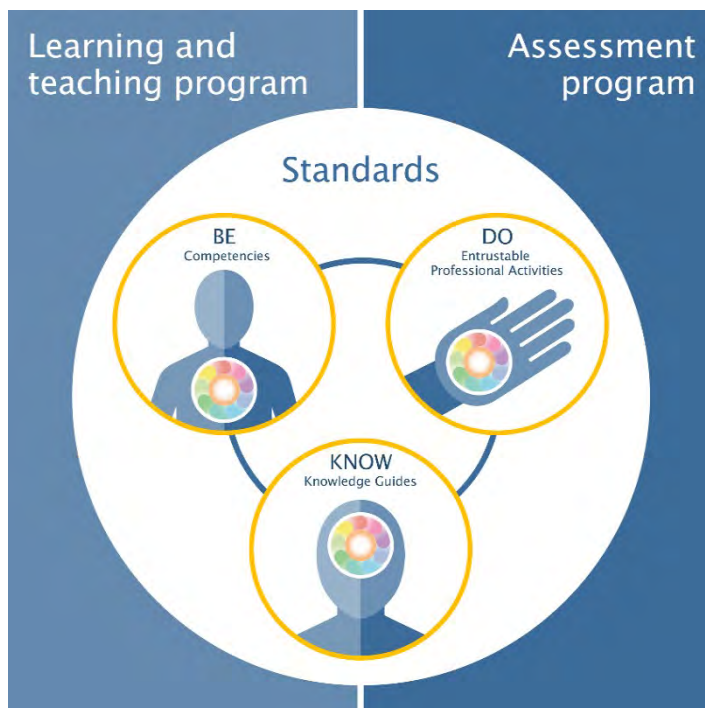 Learning and
teaching program
Assessment
program
Standards
BE
Competencies
DO
Entrustable
Professional Activities
KNOW
Knowledge Guides